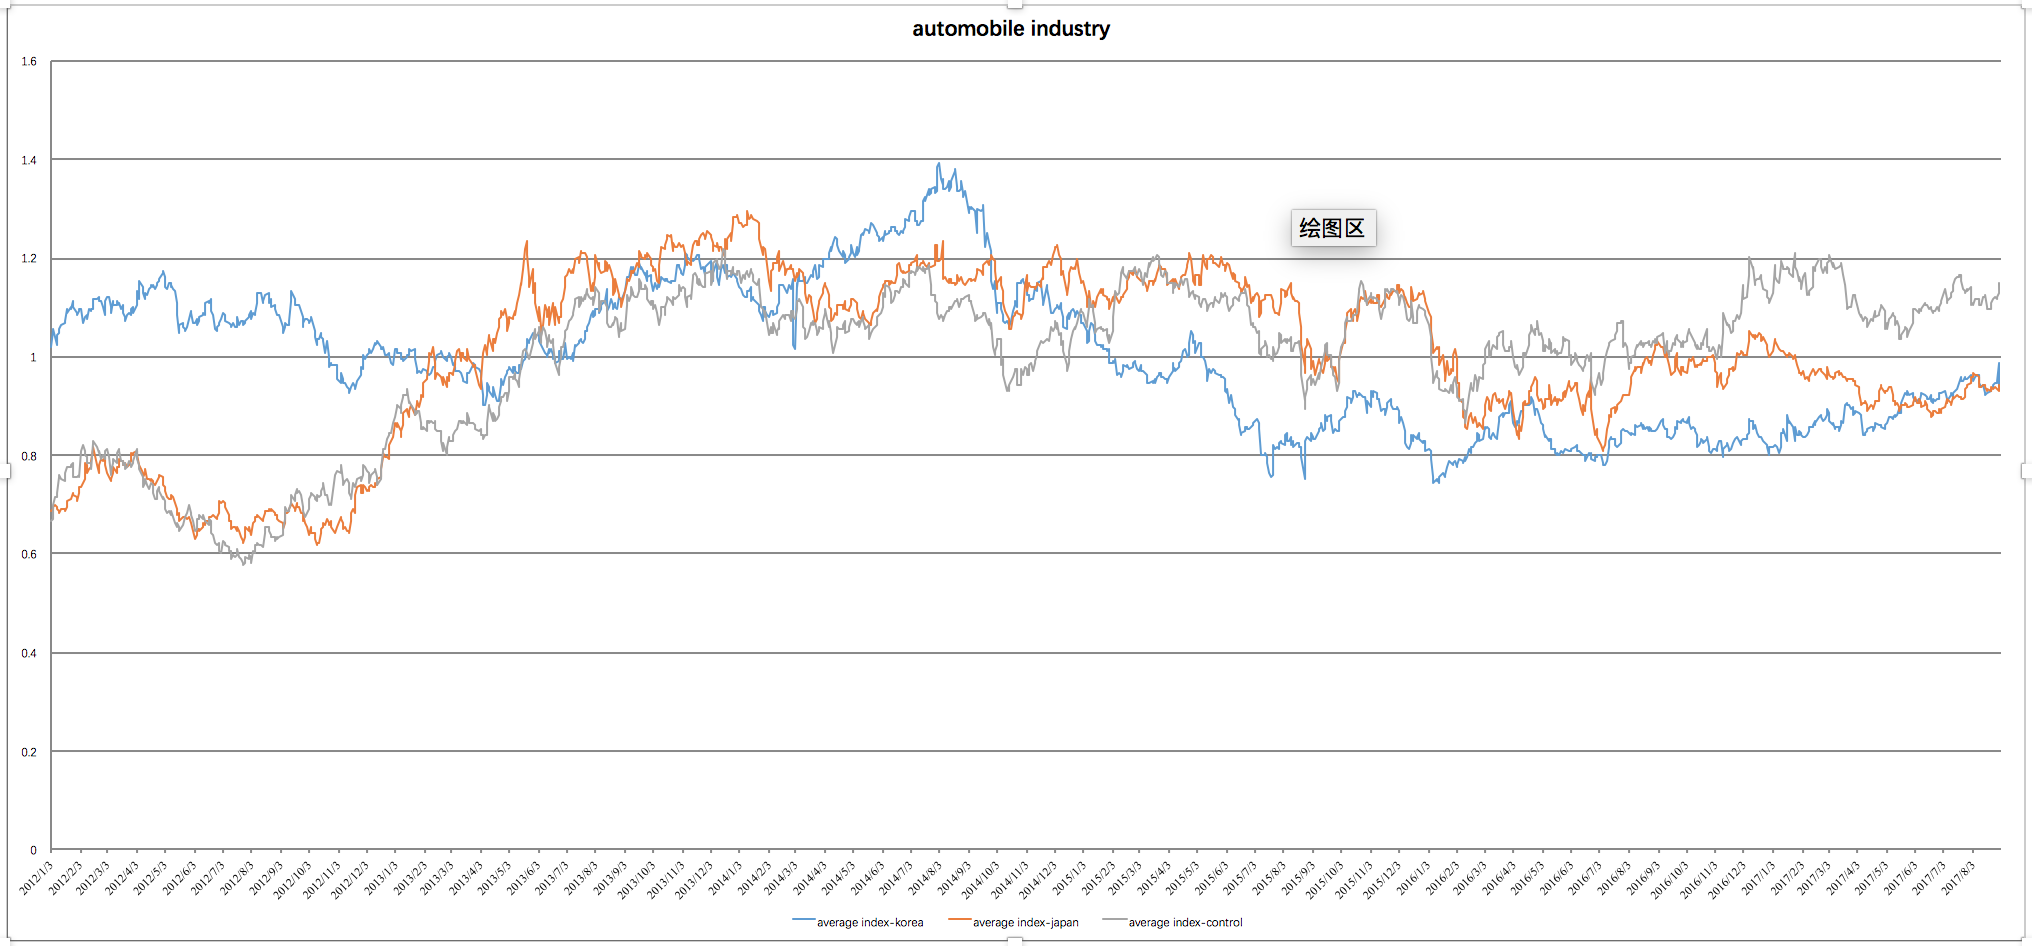 automobile industry
1.6
1.4
1.2
绘图区
1
0.8
0.6
0.4
0.2
0
2012/1/3 2012/2/3 2012/3/3 2012/4/3 2012/5/3 2012/6/3 2012/7/3 2012/8/3 2012/9/3 2012/10/3 2012/11/3 2012/12/3 2013/1/3 2013/2/3 2013/3/3 2013/4/3 2013/5/3 2013/6/3 2013/7/3 2013/8/3 2013/9/3 2013/10/3 2013/11/3 2013/12/3 2014/1/3 2014/2/3 2014/3/3 2014/4/3 2014/5/3 2014/6/3 2014/7/3 2014/8/3 2014/9/3 2014/10/3 2014/11/3 2014/12/3 2015/1/3 2015/2/3 2015/3/3 2015/4/3 2015/5/3 2015/6/3 2015/7/3 2015/8/3 2015/9/3 2015/10/3 2015/11/3 2015/12/3 2016/1/3 2016/2/3 2016/3/3 2016/4/3 2016/5/3 2016/6/3 2016/7/3 2016/8/3 2016/9/3 2016/10/3 2016/11/3 2016/12/3 2017/1/3 2017/2/3 2017/3/3 2017/4/3 2017/5/3 2017/6/3 2017/7/3 2017/8/3
average index-korea average index-japan average index-control